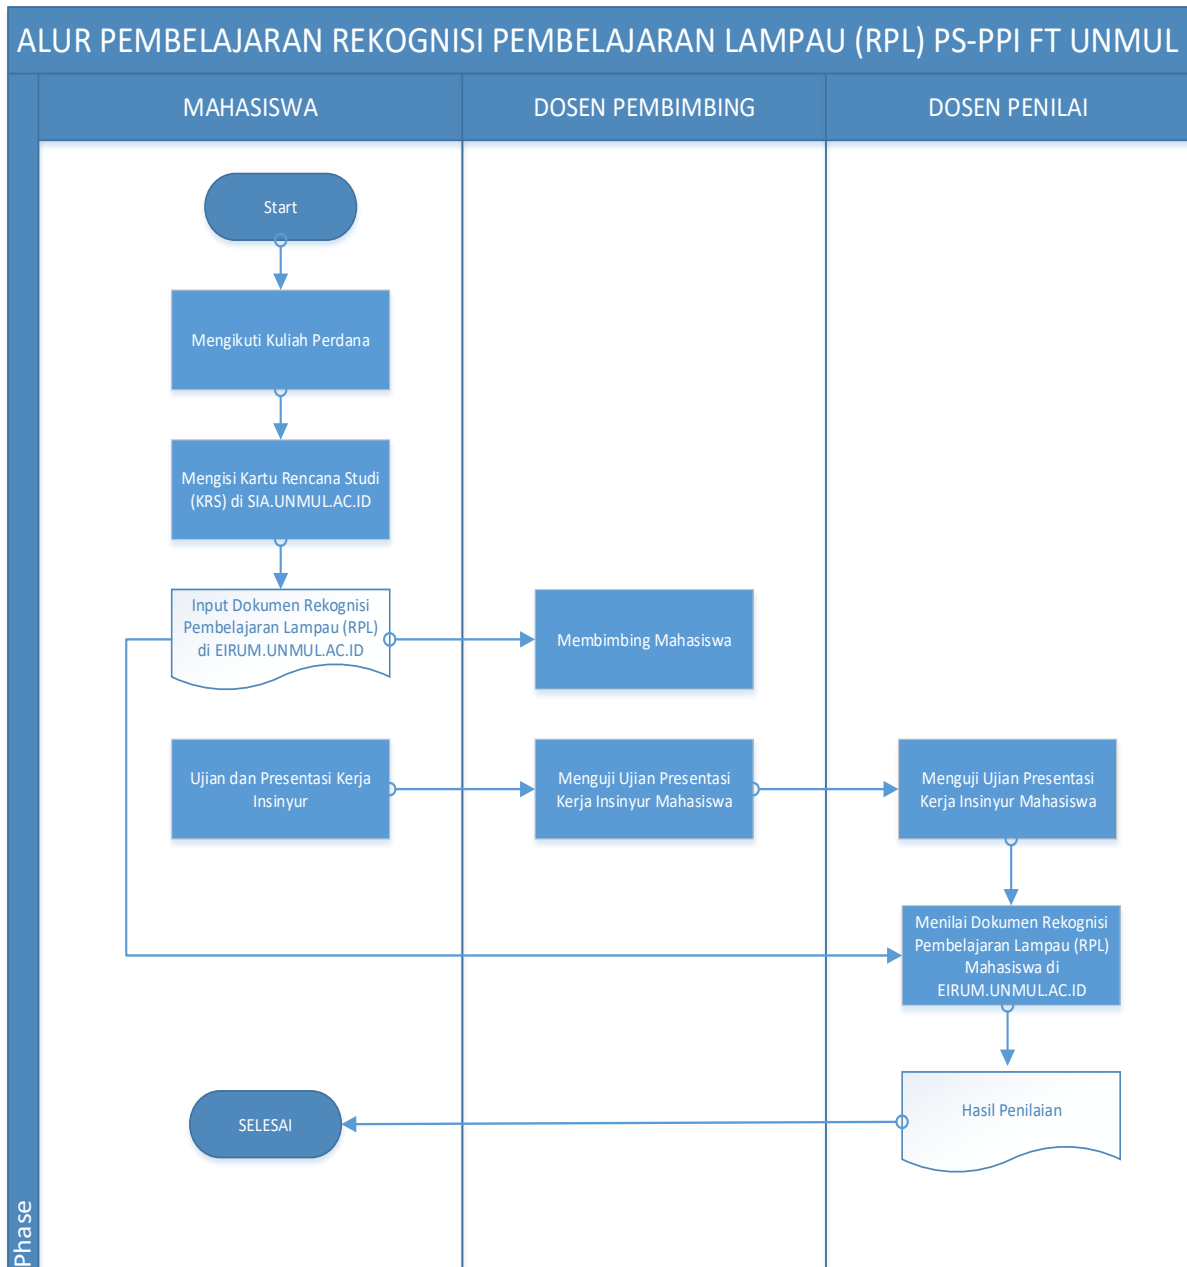 ALUR PEMBELAJARAN REKOGNISI PEMBELAJARAN LAMPAU (RPL) PS-PPI FT UNMUL
MAHASISWA
DOSEN PEMBIMBING
DOSEN PENILAI
Start
Mengikuti Kuliah Perdana
Mengisi Kartu Rencana Studi
(KRS) di SIA.UNMUL.AC.ID
Input Dokumen Rekognisi
Pembelajaran Lampau (RPL)
di EIRUM.UNMUL.AC.ID
Membimbing Mahasiswa
Ujian dan Presentasi Kerja
Insinyur
Menguji Ujian Presentasi
Kerja Insinyur Mahasiswa
Menguji Ujian Presentasi
Kerja Insinyur Mahasiswa
Menilai Dokumen Rekognisi
Pembelajaran Lampau (RPL)
Mahasiswa di
EIRUM.UNMUL.AC.ID
Hasil Penilaian
SELESAI
Phase